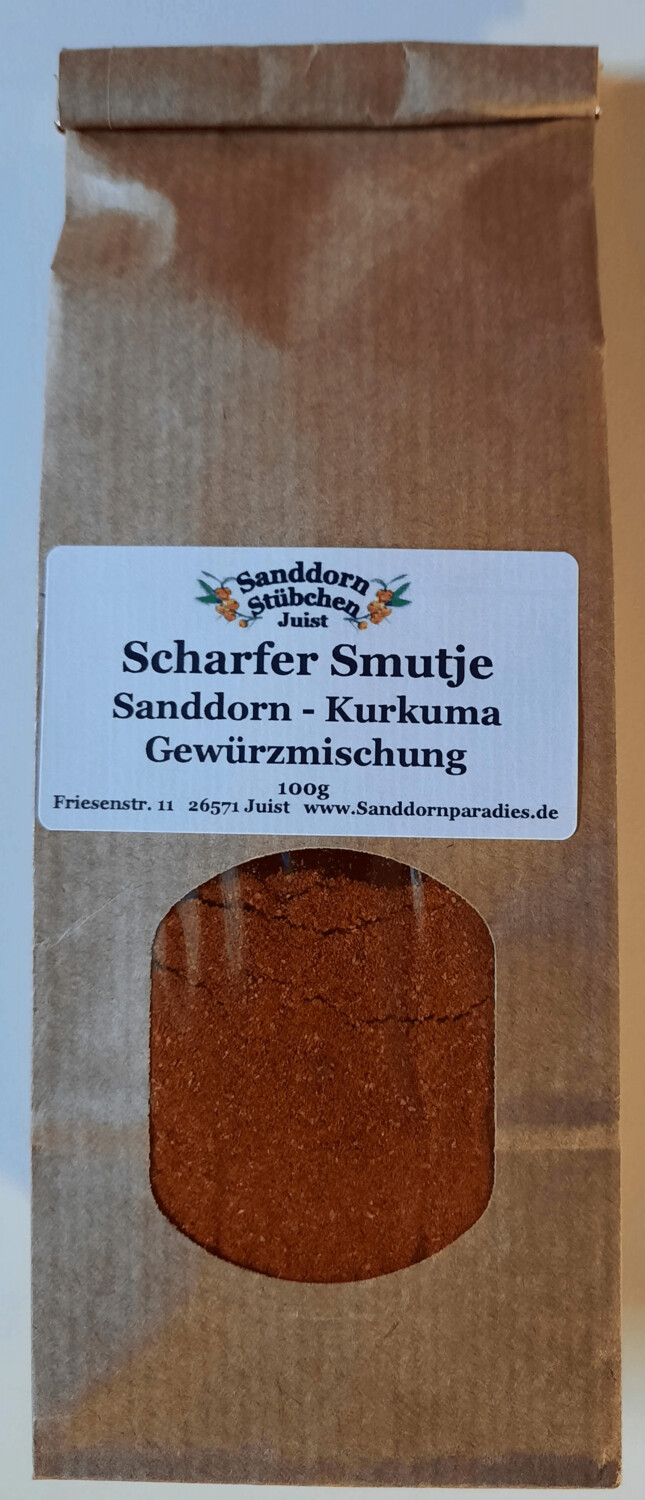 Sanddorn
Stübchen
Juist
Scharfer Smutje
Sanddorn - Kurkuma
Gewürzmischung
100g
Friesenstr. 11 26571 Juist www.Sanddornparadies.de